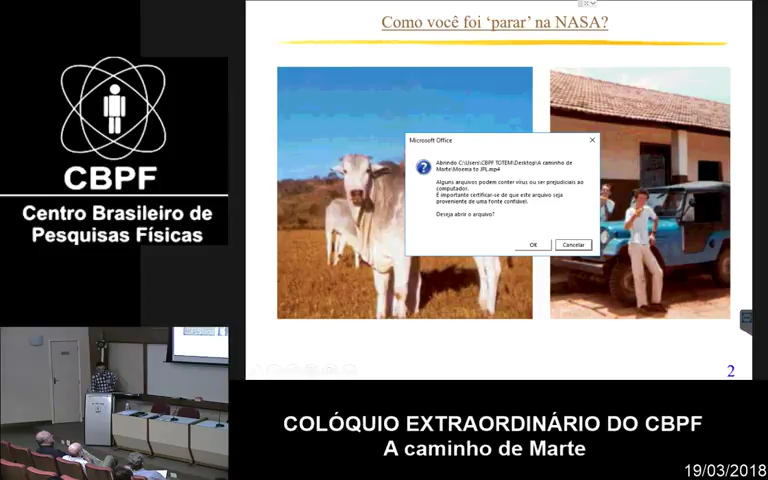 Como você foi ‘parar’ na NASA?
Microsoft Office
Abrindo C:\Users\CBPF TOTEM\Desktop\A caminho de
Marte\Moema to JPL.mp4
Alguns arquivos podem conter vírus ou ser prejudiciais ao
computador.
É importante certificar-se de que este arquivo seja
proveniente de uma fonte confiável.
Deseja abrir o arquivo?
OK
Cancelar
2
CBPF
Centro Brasileiro de
Pesquisas Físicas
COLÓQUIO EXTRAORDINÁRIO DO CBPF
A caminho de Marte
19/03/2018